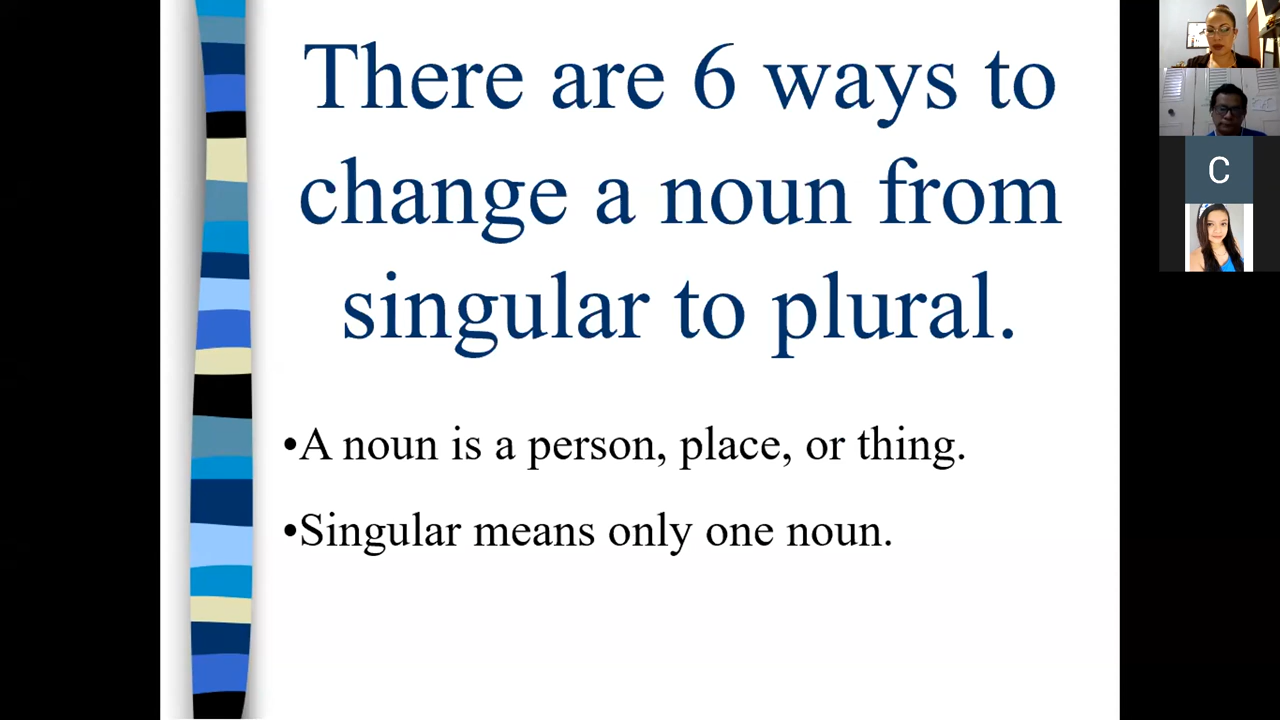 There are 6 ways to
change a noun from
singular to plural.
•A noun is a person, place, or thing.
•Singular means only one noun.
C